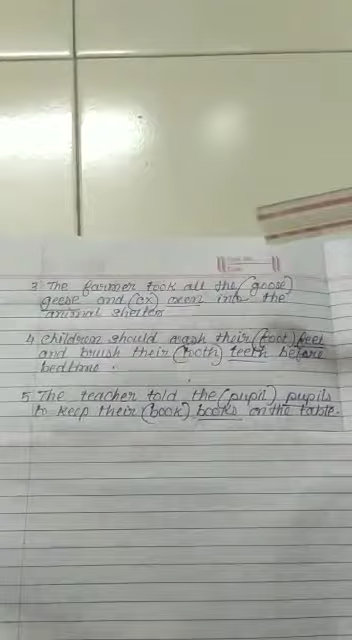 3 The farmer took all the (goose)
geese and (ox) oxen into the
animal shelter
4 children should wash their (foot) feet
and brush their (tooth) teeth before
bedtime.
5 The teacher told the (pupil) pupils
to keep their (book) books on the table.